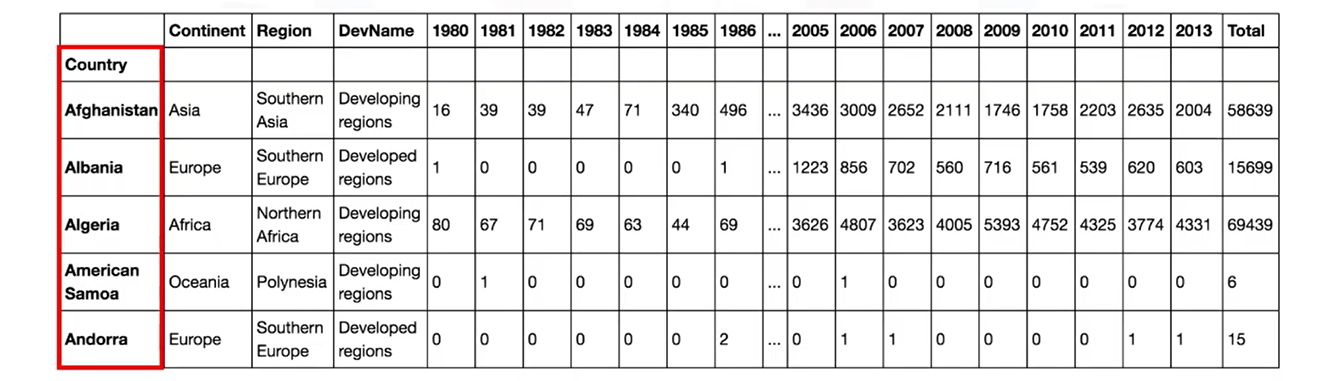 Continent Region DevName 1980 1981 1982 1983 1984 1985 1986 ... 2005 2006 2007 2008 2009 2010 2011 2012 2013 Total
Country
Afghanistan Asia Southern Asia Developing regions 16 39 39 47 71 340 496 ... 3436 3009 2652 2111 1746 1758 2203 2635 2004 58639
Albania Europe Southern Europe Developed regions 1 0 0 0 0 0 1 ... 1223 856 702 560 716 561 539 620 603 15699
Algeria Africa Northern Africa Developing regions 80 67 71 69 63 44 69 ... 3626 4807 3623 4005 5393 4752 4325 3774 4331 69439
American Samoa Oceania Polynesia Developing regions 0 1 0 0 0 0 0 ... 0 1 0 0 0 0 0 0 0 6
Andorra Europe Southern Europe Developed regions 0 0 0 0 0 0 2 ... 0 1 1 0 0 0 0 1 1 15